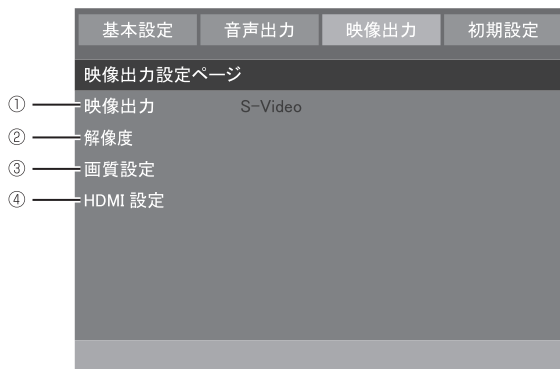 基本設定 音声出力 映像出力 初期設定
映像出力設定ページ
① 映像出力 S-Video
② 解像度
③ 画質設定
④ HDMI 設定